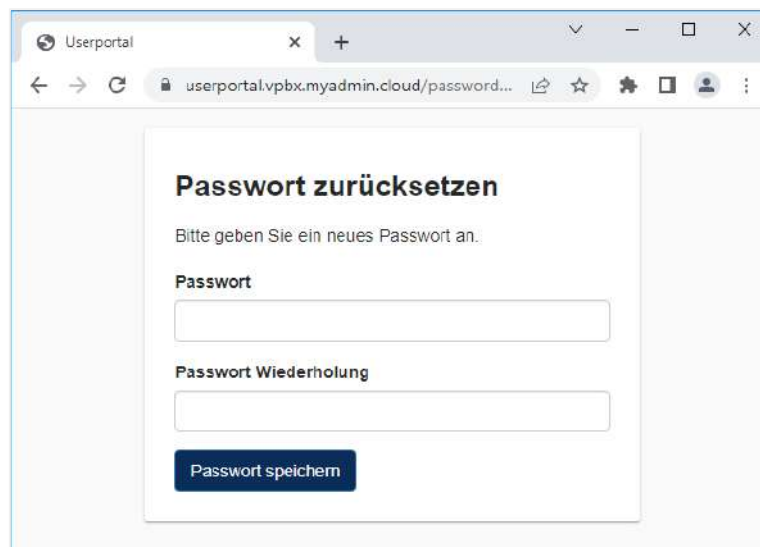 Userportal
userportal.vpbx.myadmin.cloud/password...
Passwort zurücksetzen
Bitte geben Sie ein neues Passwort an.
Passwort
Passwort Wiederholung
Passwort speichern